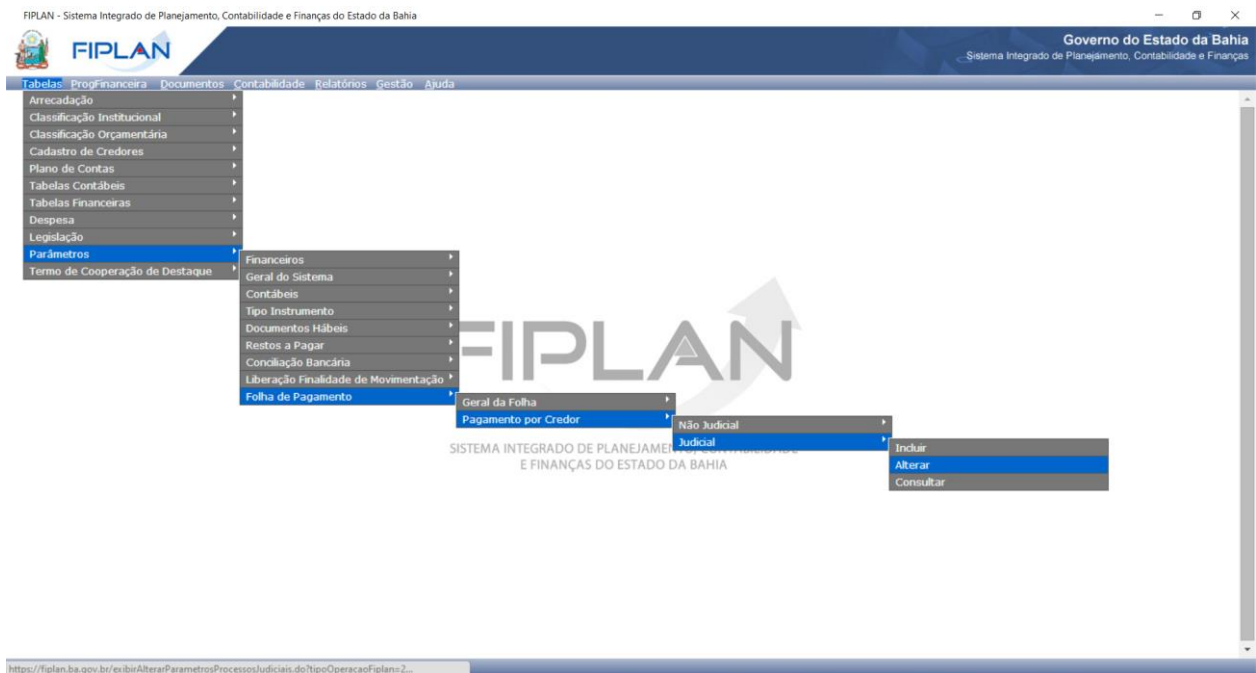 FIPLAN - Sistema Integrado de Planejamento, Contabilidade e Finanças do Estado da Bahia
FIPLAN
Governo do Estado da Bahia
Sistema Integrado de Planejamento, Contabilidade e Finanças
Tabelas ProgFinanceira Documentos Contabilidade Relatórios Gestão Ajuda
Arrecadação
Classificação Institucional
Classificação Orçamentária
Cadastro de Credores
Plano de Contas
Tabelas Contábeis
Tabelas Financeiras
Despesa
Legislação
Parâmetros
Termo de Cooperação de Destaque
Financeiros
Geral do Sistema
Contábeis
Tipo Instrumento
Documentos Hábeis
Restos a Pagar
Conciliação Bancária
Liberação Finalidade de Movimentação
Folha de Pagamento
Geral da Folha
Pagamento por Credor
Não Judicial
Judicial
Incluir
Alterar
Consultar
FIPLAN
SISTEMA INTEGRADO DE PLANEJAMEN
E FINANÇAS DO ESTADO DA BAHIA
https://fiplan.ba.gov.br/exibirAlterarParametrosProcessosJudiciais.do?tipoOperacaoFiplan=2...